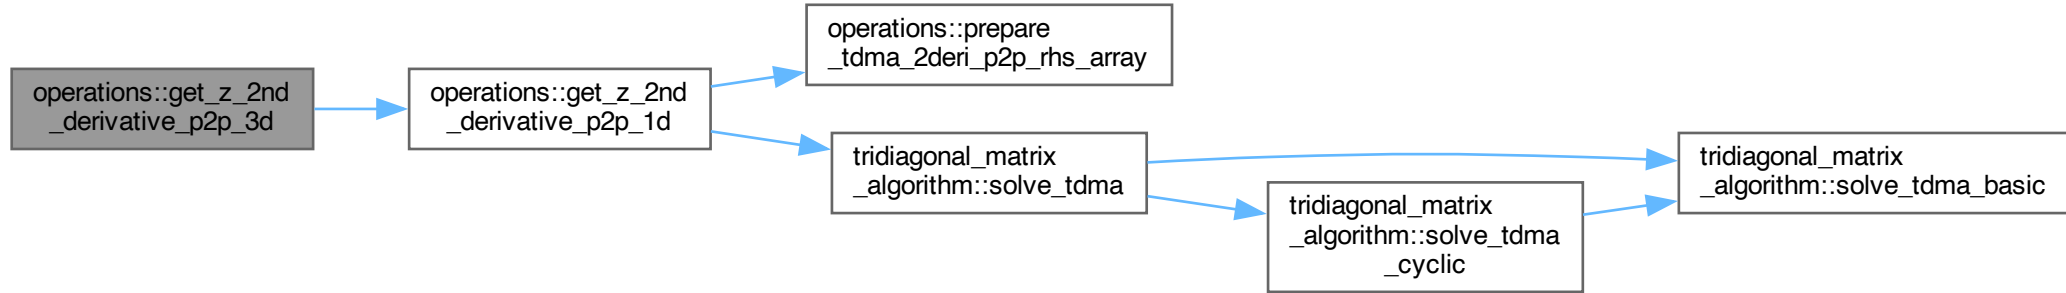 operations::get_z_2nd
_derivative_p2p_3d
operations::get_z_2nd
_derivative_p2p_1d
operations::prepare
_tdma_2deri_p2p_rhs_array
tridiagonal_matrix
_algorithm::solve_tdma
tridiagonal_matrix
_algorithm::solve_tdma
_cyclic
tridiagonal_matrix
_algorithm::solve_tdma_basic